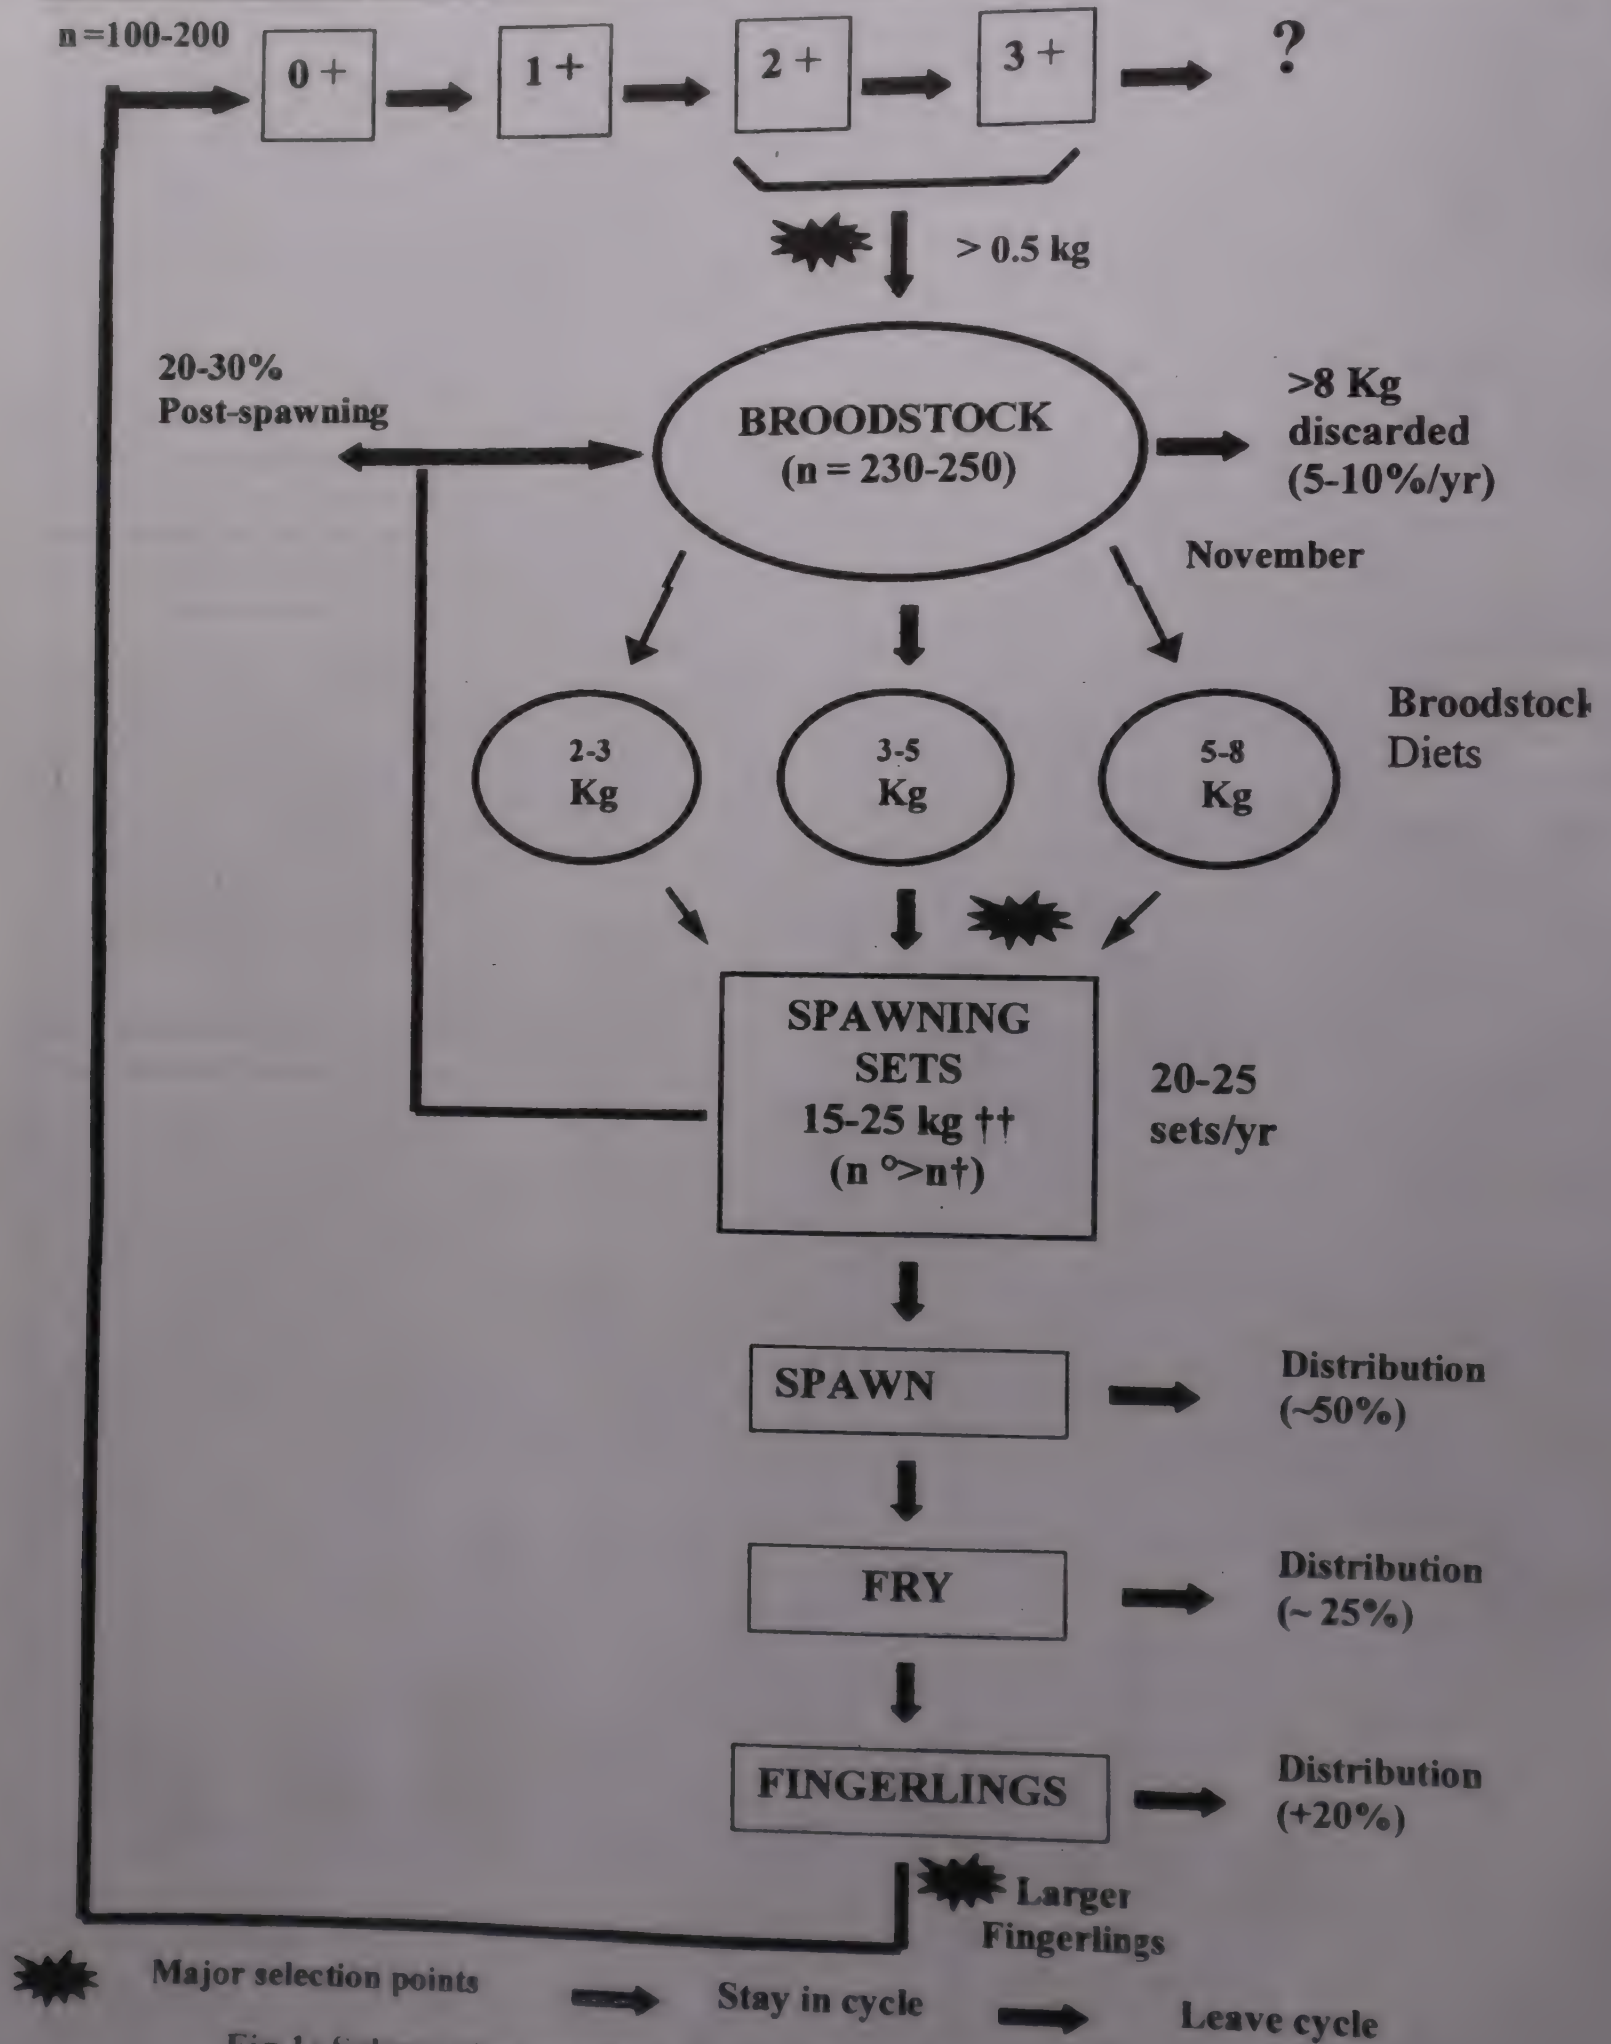 n=100-200
0 +
1 +
2 +
3 +
?
> 0.5 kg
20-30%
Post-spawning
BROODSTOCK
(n = 230-250)
>8 Kg
discarded
(5-10%/yr)
November
2-3
Kg
3-5
Kg
5-8
Kg
Broodstock
Diets
SPAWNING
SETS
15-25 kg ††
(n °>n†)
20-25
sets/yr
SPAWN
Distribution
(~50%)
FRY
Distribution
(~ 25%)
FINGERLINGS
Distribution
(+20%)
Larger
Fingerlings
Major selection points
Stay in cycle
Leave cycle